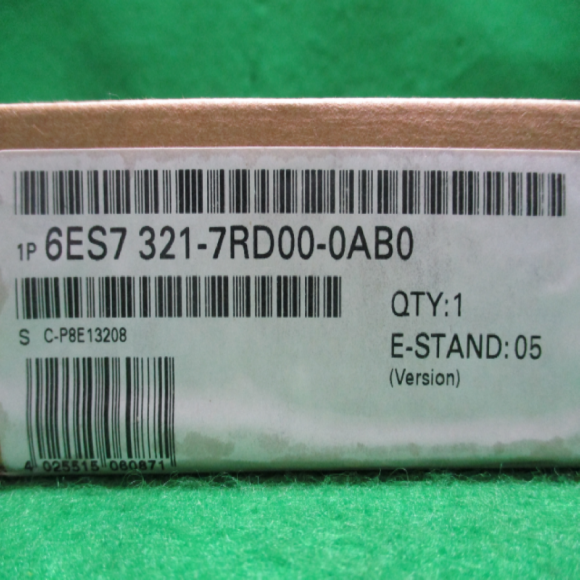 1P 6ES7 321-7RD00-0AB0
QTY:1
S C-P8E13208
E-STAND:05
(Version)
4 025515 060871